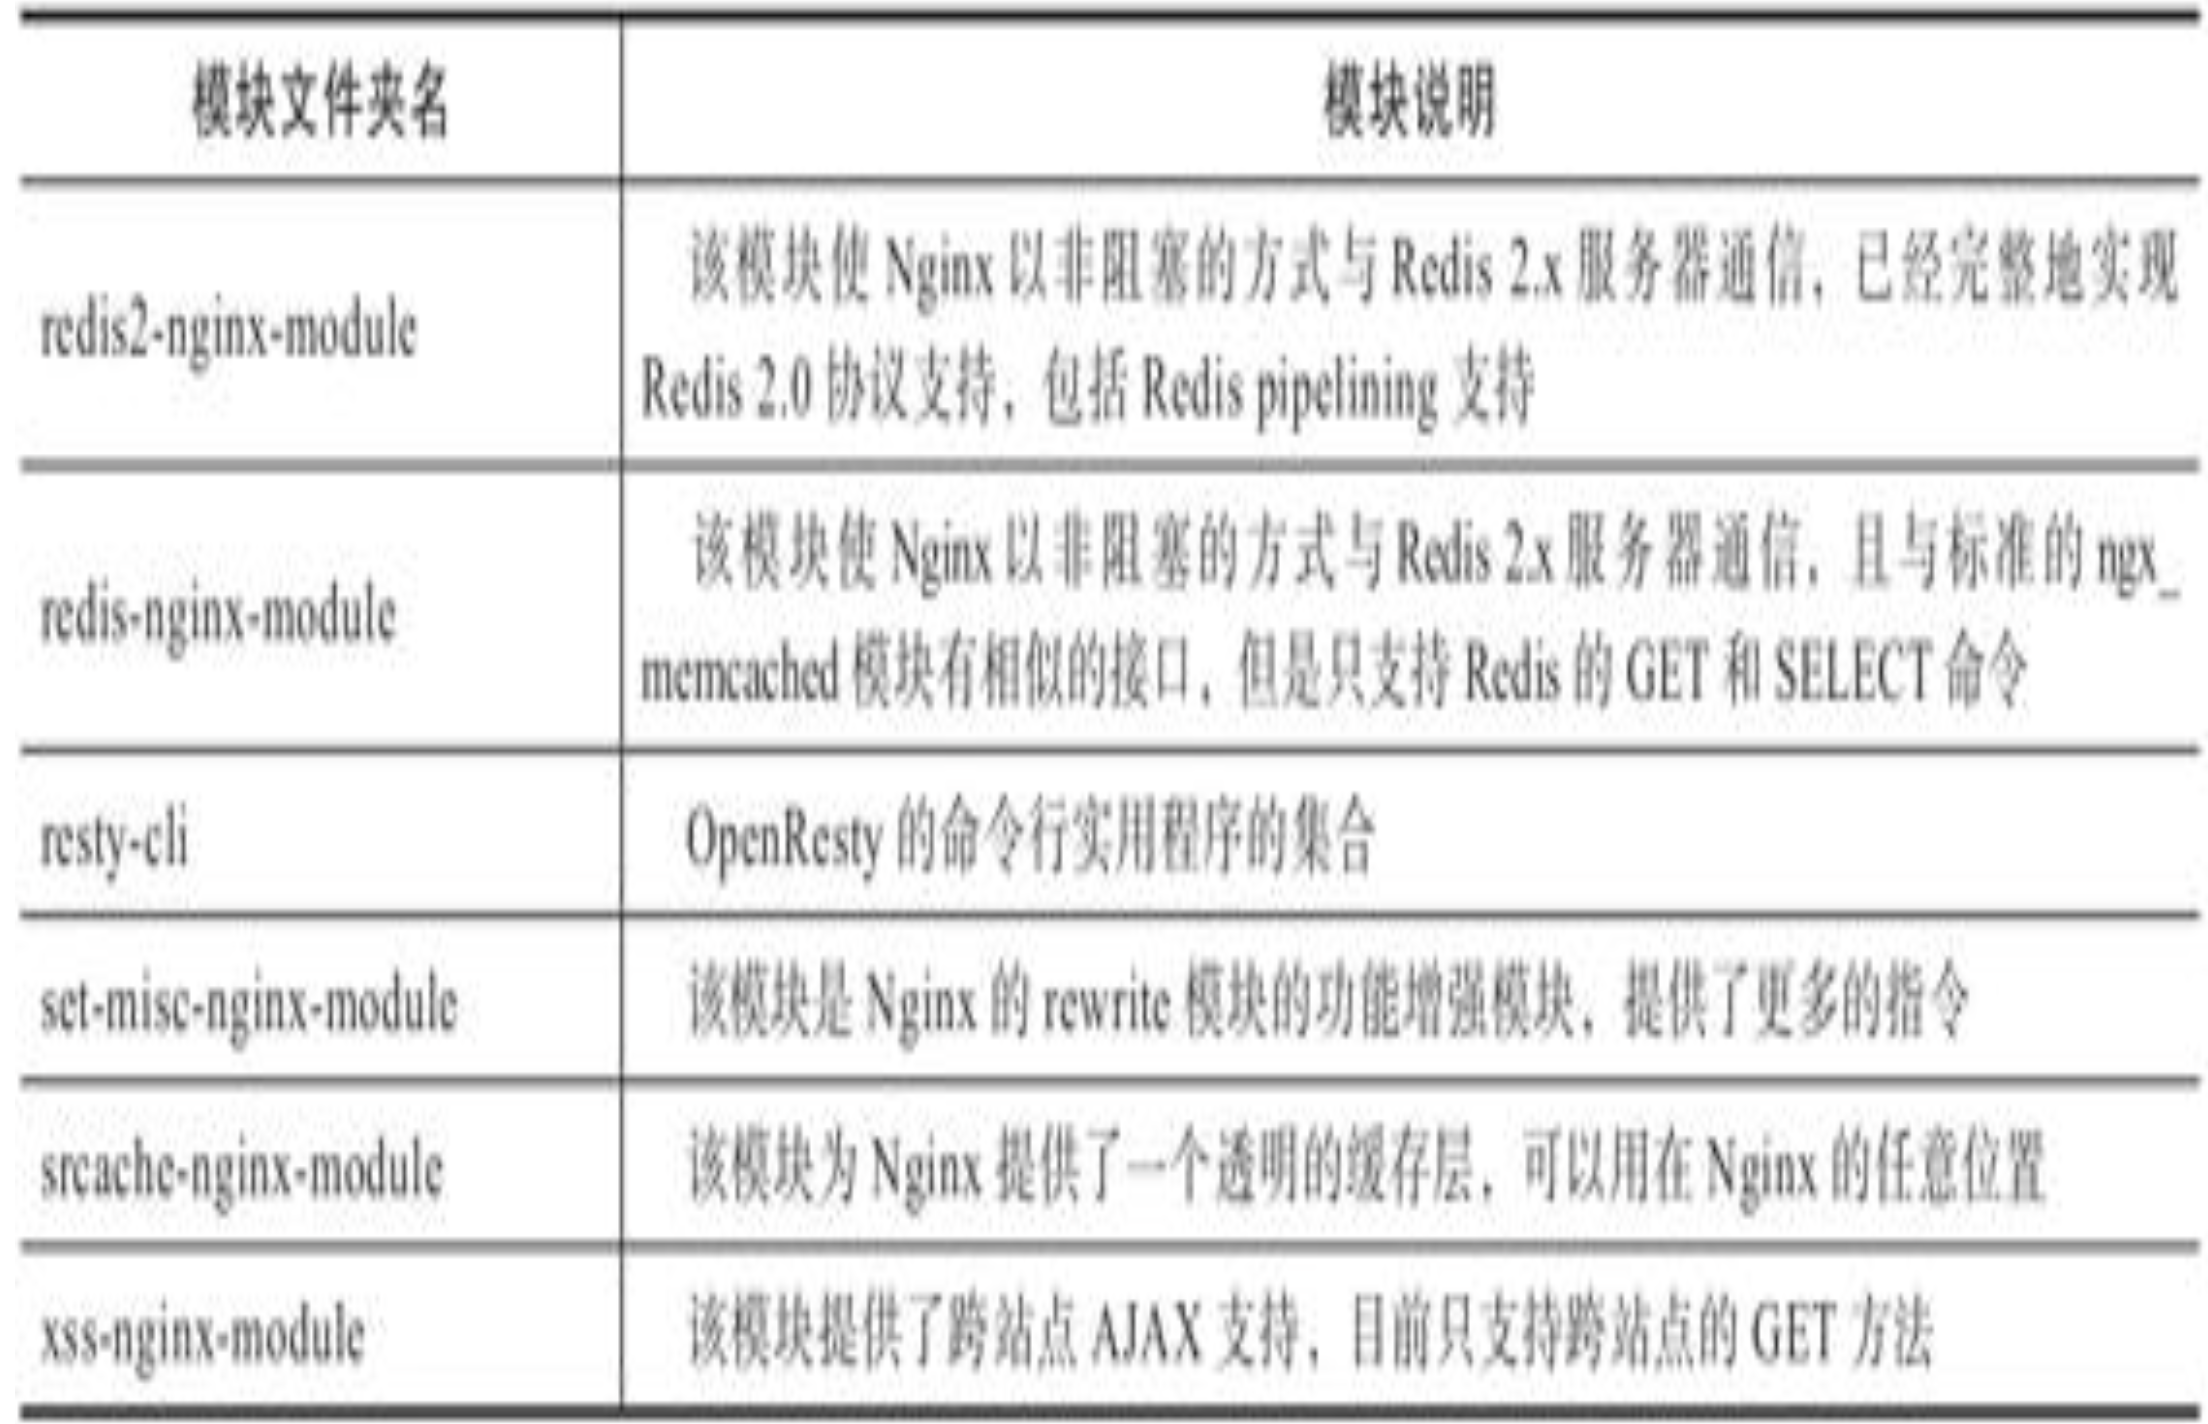 模块文件夹名
模块说明
redis2-nginx-module
该模块使 Nginx 以非阻塞的方式与 Redis 2.x 服务器通信，已经完整地实现
Redis 2.0 协议支持，包括 Redis pipelining 支持
redis-nginx-module
该模块使 Nginx 以非阻塞的方式与 Redis 2.x 服务器通信，且与标准的 ngx_
memcached 模块有相似的接口，但是只支持 Redis 的 GET 和 SELECT 命令
resty-cli
OpenResty 的命令行实用程序的集合
set-misc-nginx-module
该模块是 Nginx 的 rewrite 模块的功能增强模块，提供了更多的指令
srcache-nginx-module
该模块为 Nginx 提供了一个透明的缓存层，可以用在 Nginx 的任意位置
xss-nginx-module
该模块提供了跨站点 AJAX 支持，目前只支持跨站点的 GET 方法